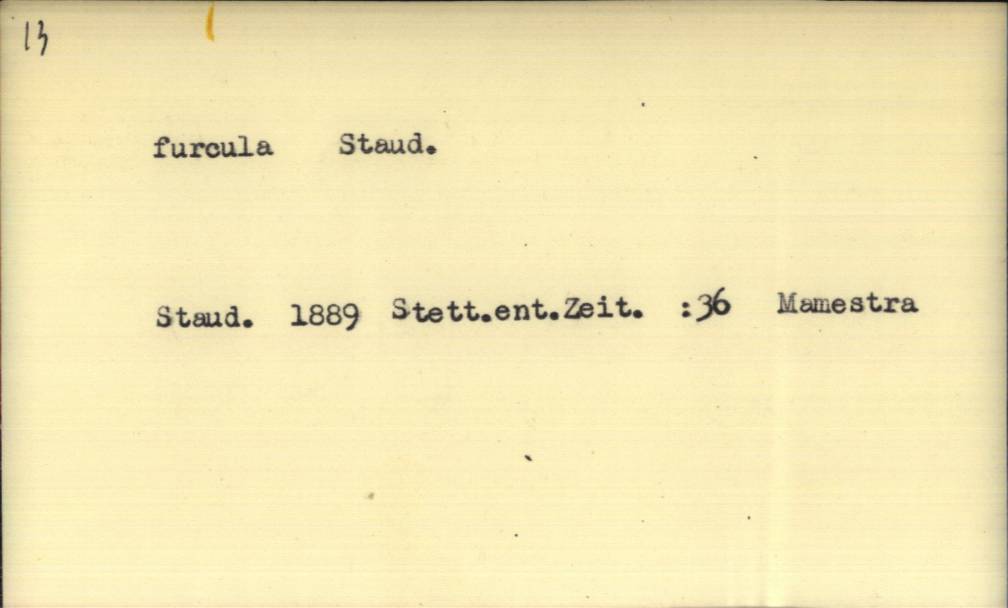 13
furcula Staud.
Staud. 1889 Stett.ent.Zeit. :36 Mamestra